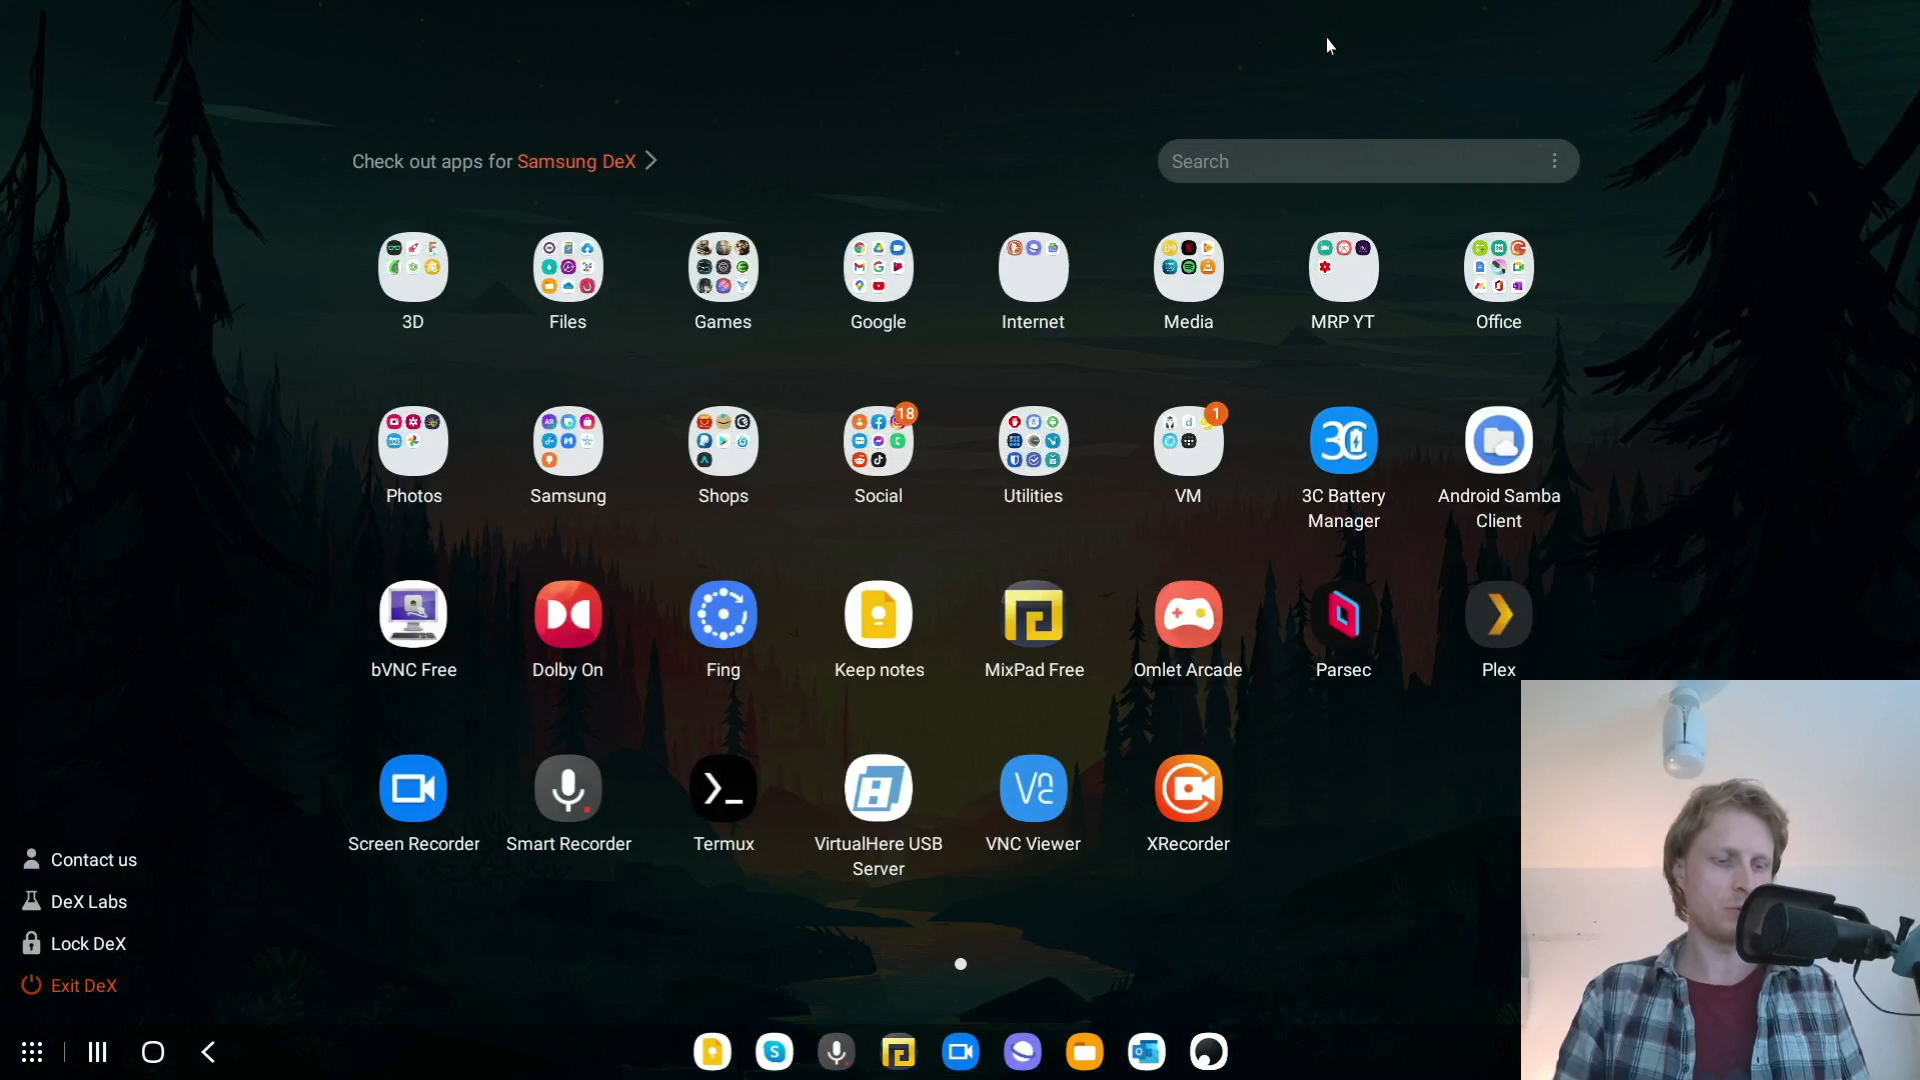 Check out apps for Samsung DeX
Search
3D
Files
Games
Google
Internet
Media
MRP YT
Office
18
1
Photos
Samsung
Shops
Social
Utilities
VM
3C Battery
Manager
Android Samba
Client
bVNC Free
Dolby On
Fing
Keep notes
MixPad Free
Omlet Arcade
Parsec
Plex
Screen Recorder
Smart Recorder
Termux
VirtualHere USB
Server
VNC Viewer
XRecorder
Contact us
DeX Labs
Lock DeX
Exit DeX